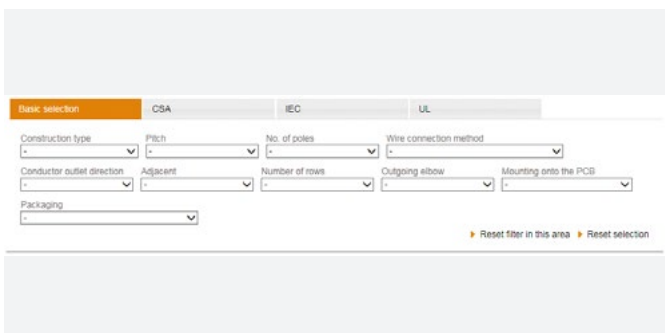 Basic selection CSA IEC UL
Construction type Pitch No. of poles Wire connection method
- - - -
Conductor outlet direction Adjacent Number of rows Outgoing elbow Mounting onto the PCB
- - - - -
Packaging
-
Reset filter in this area Reset selection